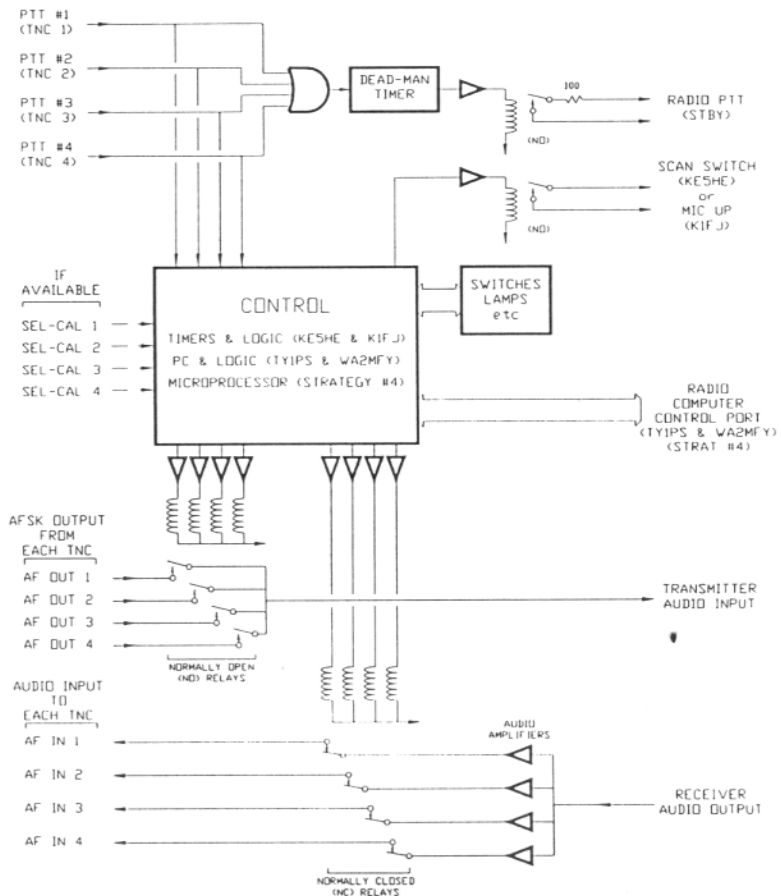 PTT #1
(TNC 1)
PTT #2
(TNC 2)
PTT #3
(TNC 3)
PTT #4
(TNC 4)
DEAD-MAN
TIMER
100
(NO)
RADIO PTT
(STBY)
(NO)
SCAN SWITCH
(KE5HE)
or
MIC UP
(K1FJ)
IF
AVAILABLE
SEL-CAL 1
SEL-CAL 2
SEL-CAL 3
SEL-CAL 4
CONTROL
TIMERS & LOGIC (KE5HE & K1FJ)
PC & LOGIC (TY1PS & WA2MFY)
MICROPROCESSOR (STRATEGY #4)
SWITCHES
LAMPS
etc
RADIO
COMPUTER
CONTROL PORT
(TY1PS & WA2MFY)
(STRAT #4)
AFSK OUTPUT
FROM
EACH TNC
AF OUT 1
AF OUT 2
AF OUT 3
AF OUT 4
NORMALLY OPEN
(NO) RELAYS
TRANSMITTER
AUDIO INPUT
AUDIO INPUT
TO
EACH TNC
AF IN 1
AF IN 2
AF IN 3
AF IN 4
AUDIO
AMPLIFIERS
RECEIVER
AUDIO OUTPUT
NORMALLY CLOSED
(NC) RELAYS